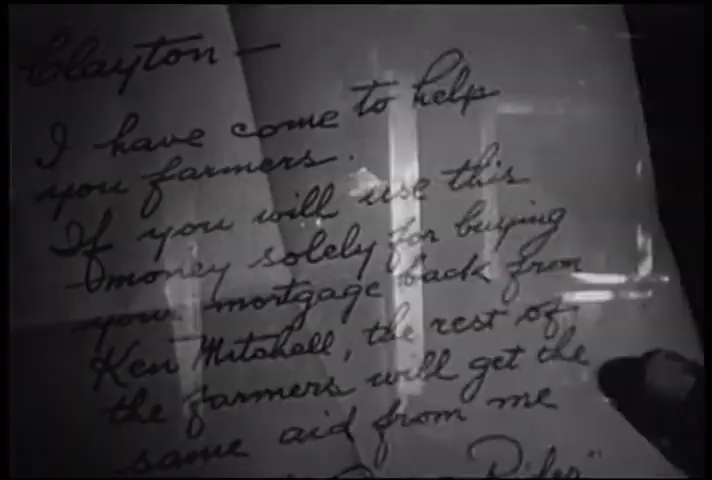 Clayton —
I have come to help
you farmers.
If you will use this
money solely for buying
your mortgage back from
Ken Mitchell, the rest of
the farmers will get the
same aid from me